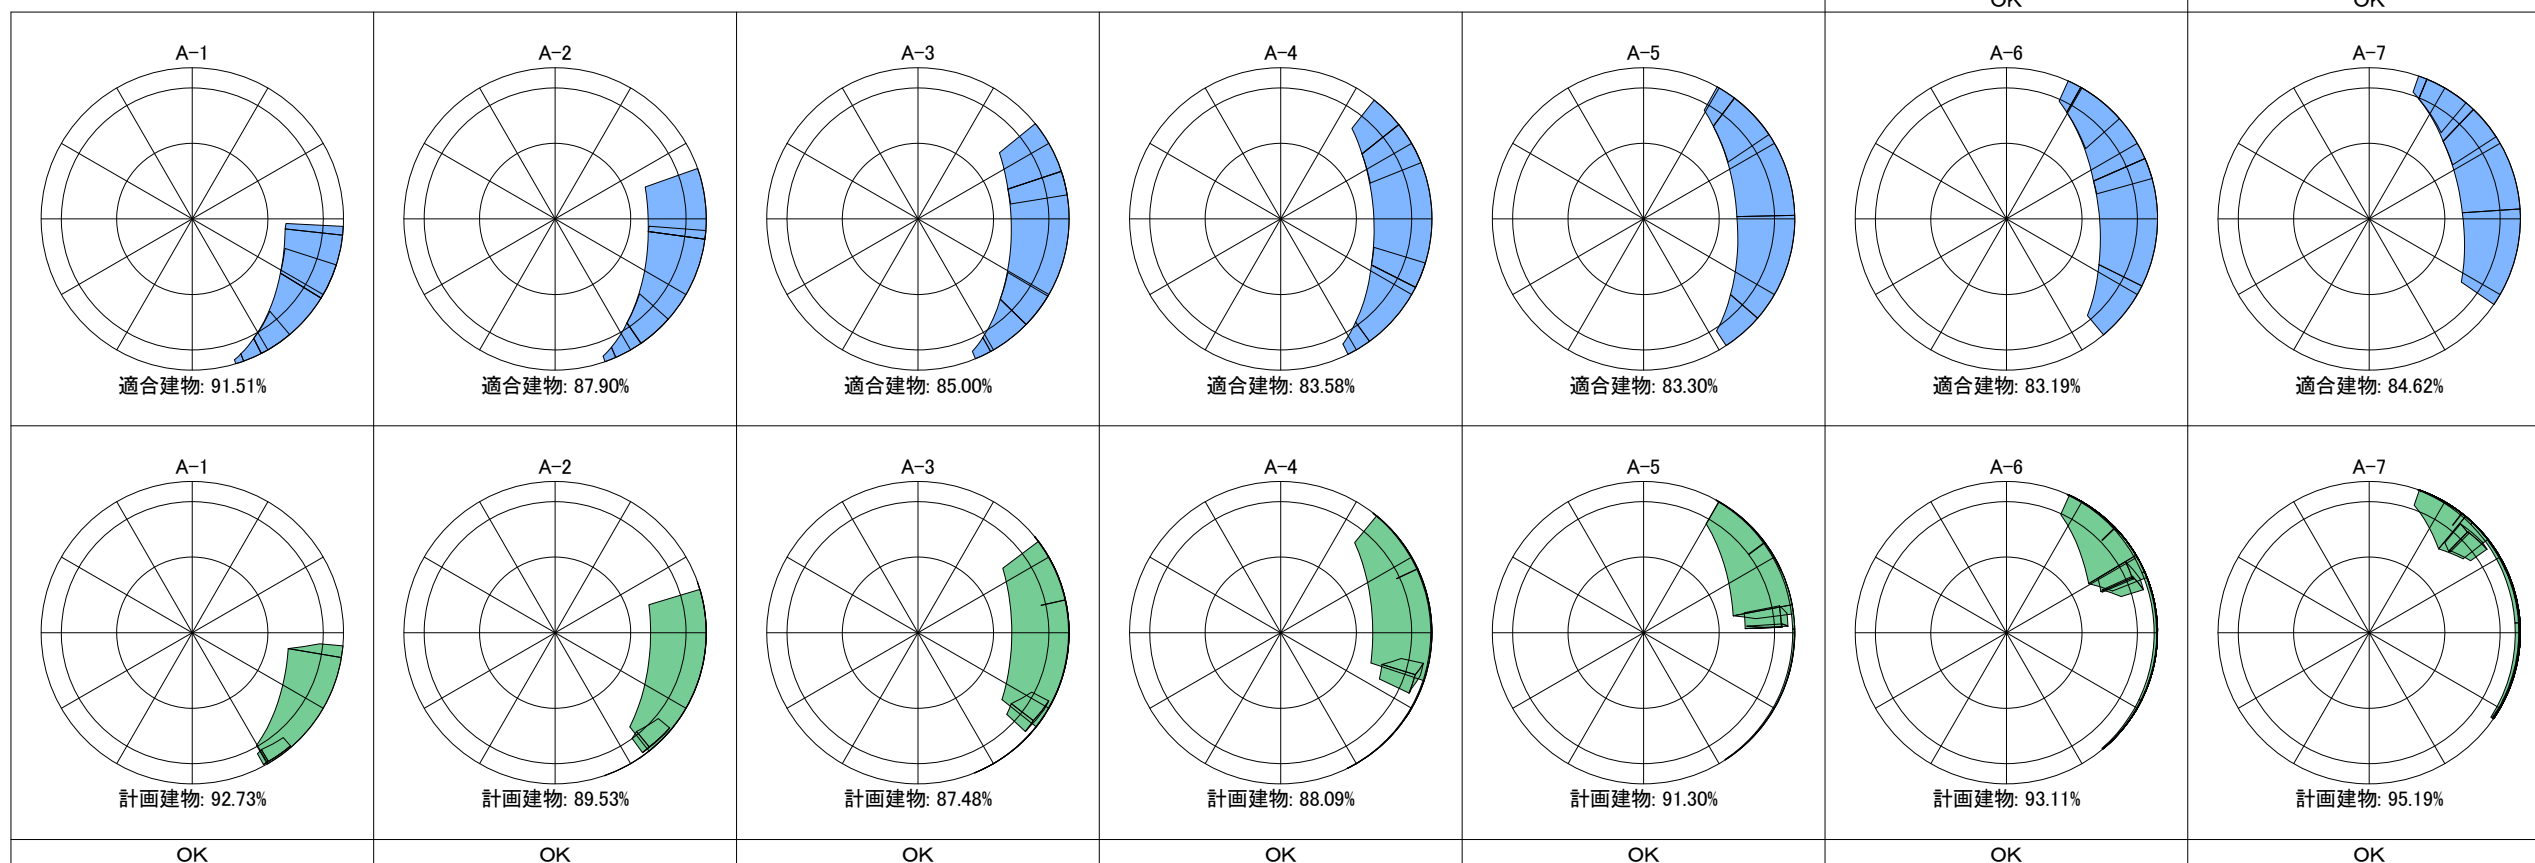 OK OK
A-1 A-2 A-3 A-4 A-5 A-6 A-7
適合建物: 91.51% 適合建物: 87.90% 適合建物: 85.00% 適合建物: 83.58% 適合建物: 83.30% 適合建物: 83.19% 適合建物: 84.62%
A-1 A-2 A-3 A-4 A-5 A-6 A-7
計画建物: 92.73% 計画建物: 89.53% 計画建物: 87.48% 計画建物: 88.09% 計画建物: 91.30% 計画建物: 93.11% 計画建物: 95.19%
OK OK OK OK OK OK OK